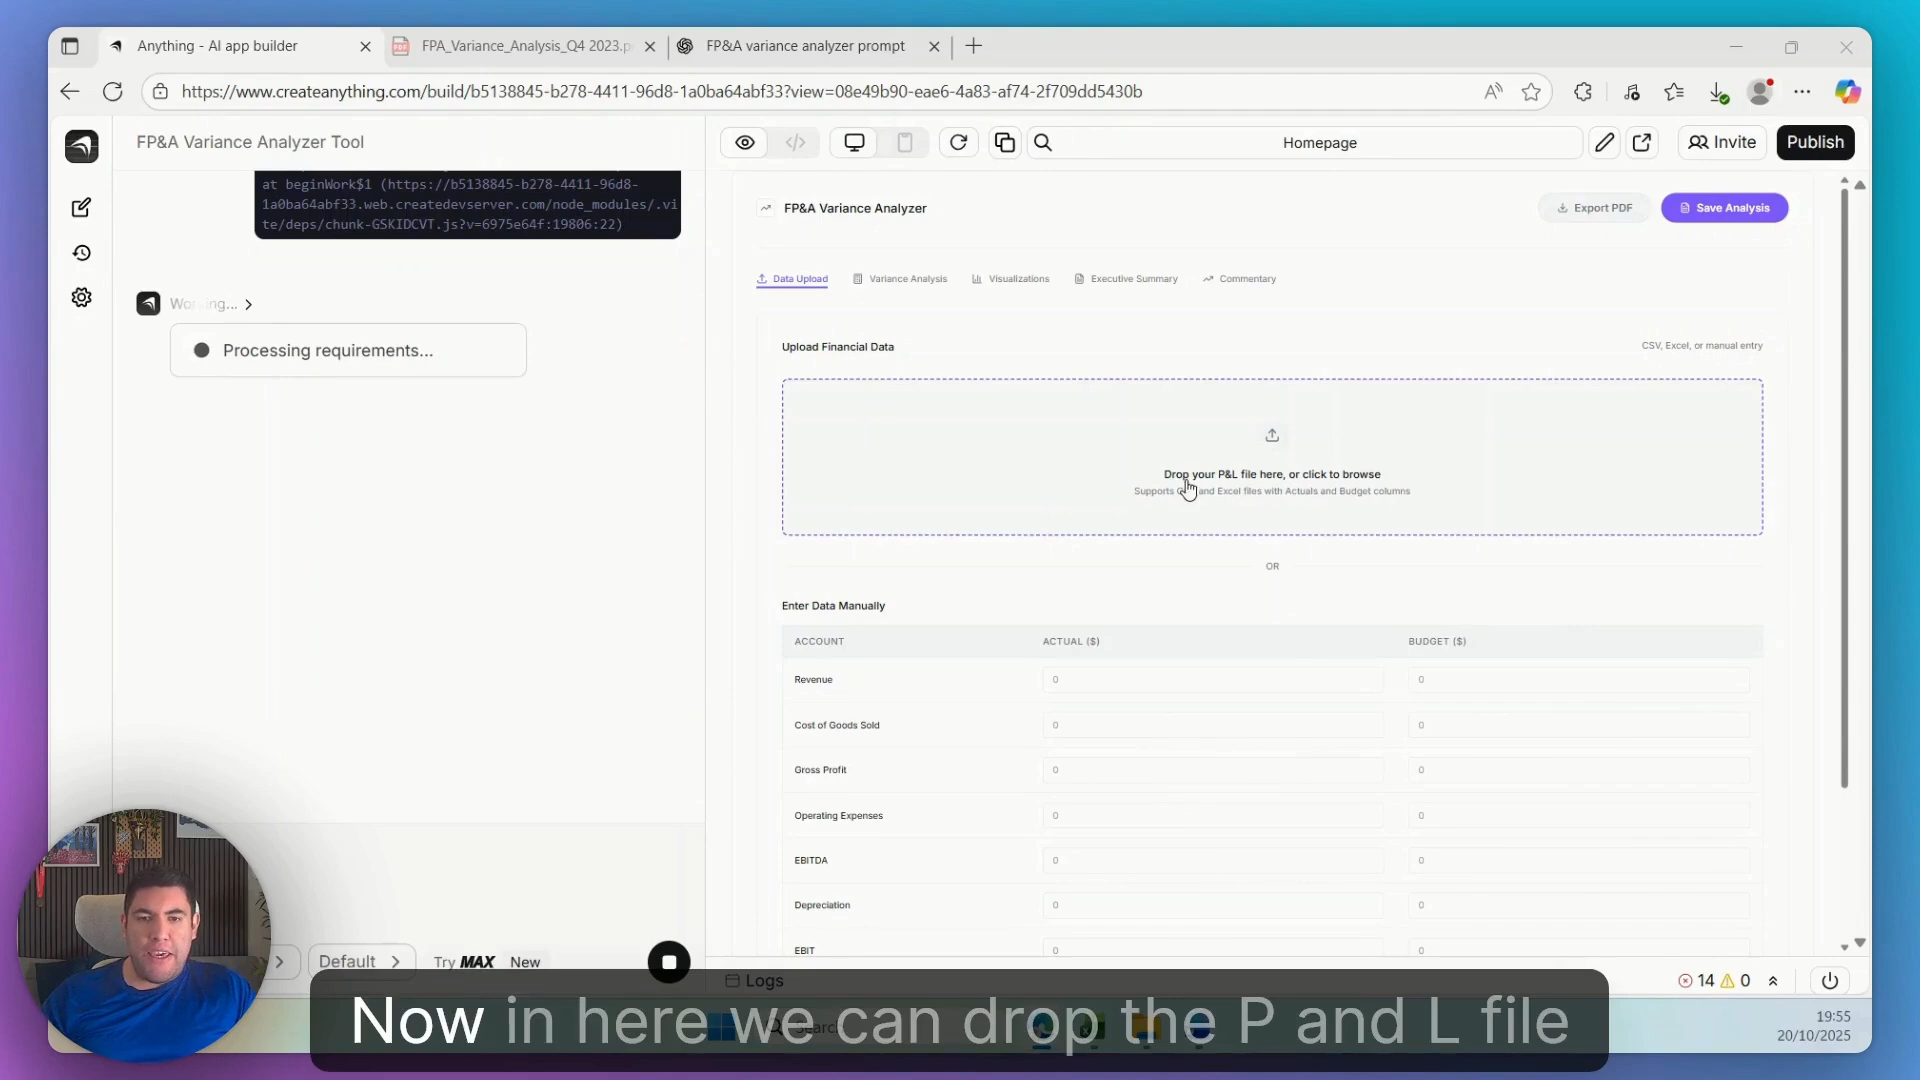 Anything - AI app builder
FPA_Variance_Analysis_Q4 2023.p
FP&A variance analyzer prompt
https://www.createanything.com/build/b5138845-b278-4411-96d8-1a0ba64abf33?view=08e49b90-eae6-4a83-af74-2f709dd5430b
FP&A Variance Analyzer Tool
Homepage
Invite
Publish
at beginWork$1 (https://b5138845-b278-4411-96d8-
1a0ba64abf33.web.createdevserver.com/node_modules/.vi
te/deps/chunk-GSKIDCVT.js?v=6975e64f:19806:22)
Working...
Processing requirements...
FP&A Variance Analyzer
Export PDF
Save Analysis
Data Upload
Variance Analysis
Visualizations
Executive Summary
Commentary
Upload Financial Data
CSV, Excel, or manual entry
Drop your P&L file here, or click to browse
Supports and Excel files with Actuals and Budget columns
OR
Enter Data Manually
ACCOUNT ACTUAL ($) BUDGET ($)
Revenue 0 0
Cost of Goods Sold 0 0
Gross Profit 0 0
Operating Expenses 0 0
EBITDA 0 0
Depreciation 0 0
EBIT 0 0
Default
Try MAX
New
Logs
14 0
Now in here we can drop the P and L file
Search
19:55
20/10/2025